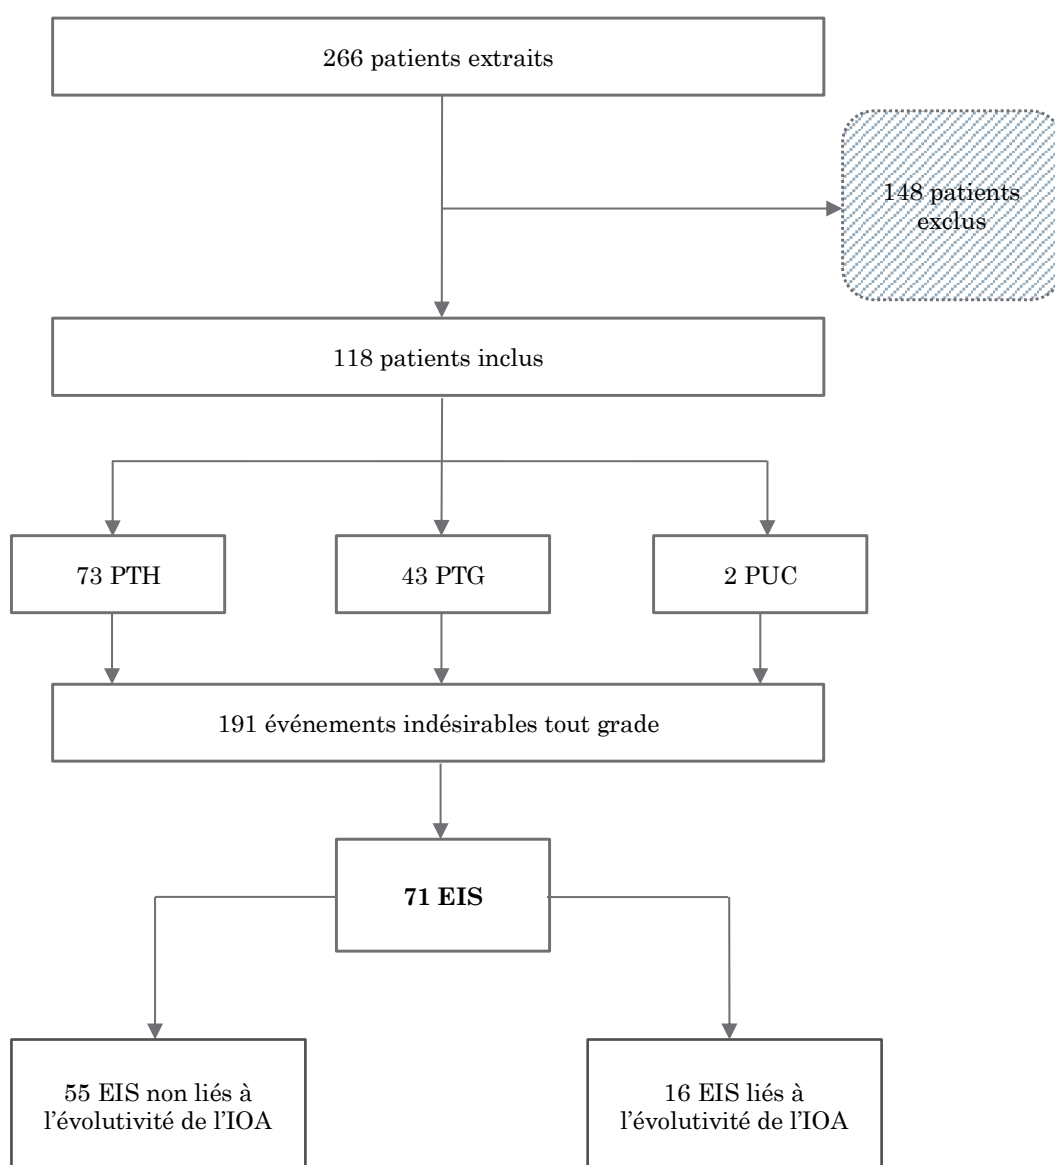 266 patients extraits
148 patients
exclus
118 patients inclus
73 PTH
43 PTG
2 PUC
191 événements indésirables tout grade
71 EIS
55 EIS non liés à
l'évolutivité de l'IOA
16 EIS liés à
l'évolutivité de l'IOA